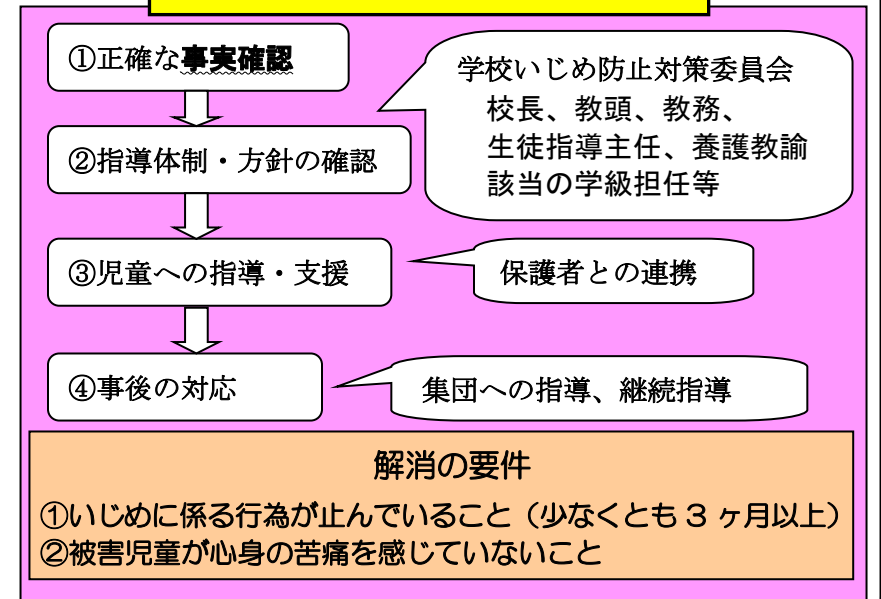 ①正確な事実確認
学校いじめ防止対策委員会
校長、教頭、教務、
生徒指導主任、養護教諭
該当の学級担任等
②指導体制・方針の確認
③児童への指導・支援
保護者との連携
④事後の対応
集団への指導、継続指導
解消の要件
①いじめに係る行為が止んでいること（少なくとも３ヶ月以上）
②被害児童が心身の苦痛を感じていないこと